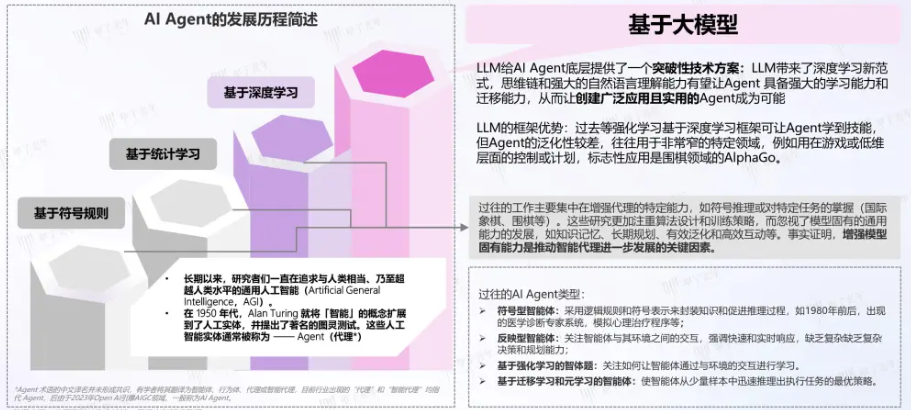 AI Agent的发展历程简述
基于深度学习
基于统计学习
基于符号规则
• 长期以来，研究者们一直在追求与人类相当、乃至超
越人类水平的通用人工智能（Artificial General
Intelligence，AGI）。
• 在 1950 年代，Alan Turing 就将「智能」的概念扩展
到了人工实体，并提出了著名的图灵测试。这些人工
智能实体通常被称为 —— Agent（代理*）
*Agent 术语的中文译名并未形成共识，有学者将其翻译为智能体、行为体、代理或智能代理，目前行业出现的“代理”和“智能代理”均指
代 Agent，后由于2023年Open AI引爆AIGC领域，一般称为AI Agent。
基于大模型
LLM给AI Agent底层提供了一个突破性技术方案：LLM带来了深度学习新范
式，思维链和强大的自然语言理解能力有望让Agent 具备强大的学习能力和
迁移能力，从而让创建广泛应用且实用的Agent成为可能
LLM的框架优势：过去等强化学习基于深度学习框架可让Agent学到技能，
但Agent的泛化性较差，往往用于非常窄的特定领域，例如用在游戏或低维
层面的控制或计划，标志性应用是围棋领域的AlphaGo。
过往的工作主要集中在增强代理的特定能力，如符号推理或对特定任务的掌握（国际
象棋、围棋等）。这些研究更加注重算法设计和训练策略，而忽视了模型固有的通用
能力的发展，如知识记忆、长期规划、有效泛化和高效互动等。事实证明，增强模型
固有能力是推动智能代理进一步发展的关键因素。
过往的AI Agent类型：
➢ 符号型智能体：采用逻辑规则和符号表示来封装知识和促进推理过程，如1980年前后，出现
的医学诊断专家系统，模拟心理治疗程序等；
➢ 反映型智能体：关注智能体与其环境之间的交互，强调快速和实时响应，缺乏复杂缺乏复杂
决策和规划能力；
➢ 基于强化学习的智体题：关注如何让智能体通过与环境的交互进行学习。
➢ 基于迁移学习和元学习的智能体：使智能体从少量样本中迅速推理出执行任务的最优策略。